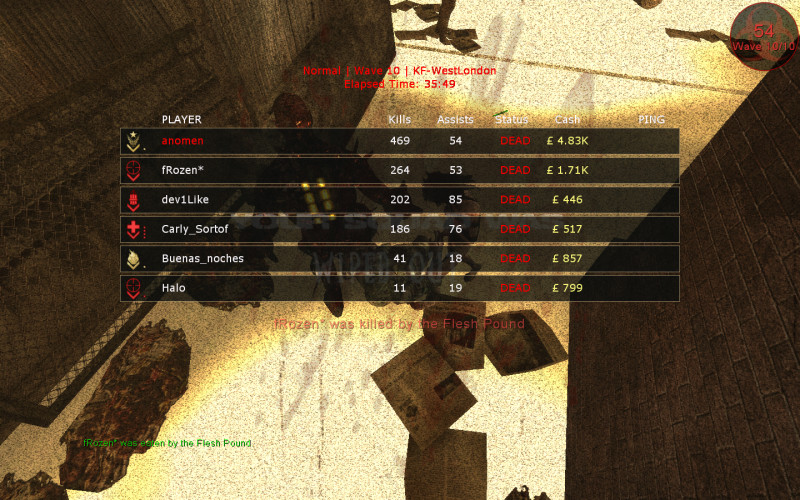 54
Wave 10/10
Normal | Wave 10 | KF-WestLondon
Elapsed Time: 35:49
PLAYER Kills Assists Status Cash PING
anomen 469 54 DEAD £ 4.83K
fRozen* 264 53 DEAD £ 1.71K
dev1Like 202 85 DEAD £ 446
Carly_Sortof 186 76 DEAD £ 517
Buenas_noches 41 18 DEAD £ 857
Halo 11 19 DEAD £ 799
fRozen* was killed by the Flesh Pound
fRozen* was eaten by the Flesh Pound.